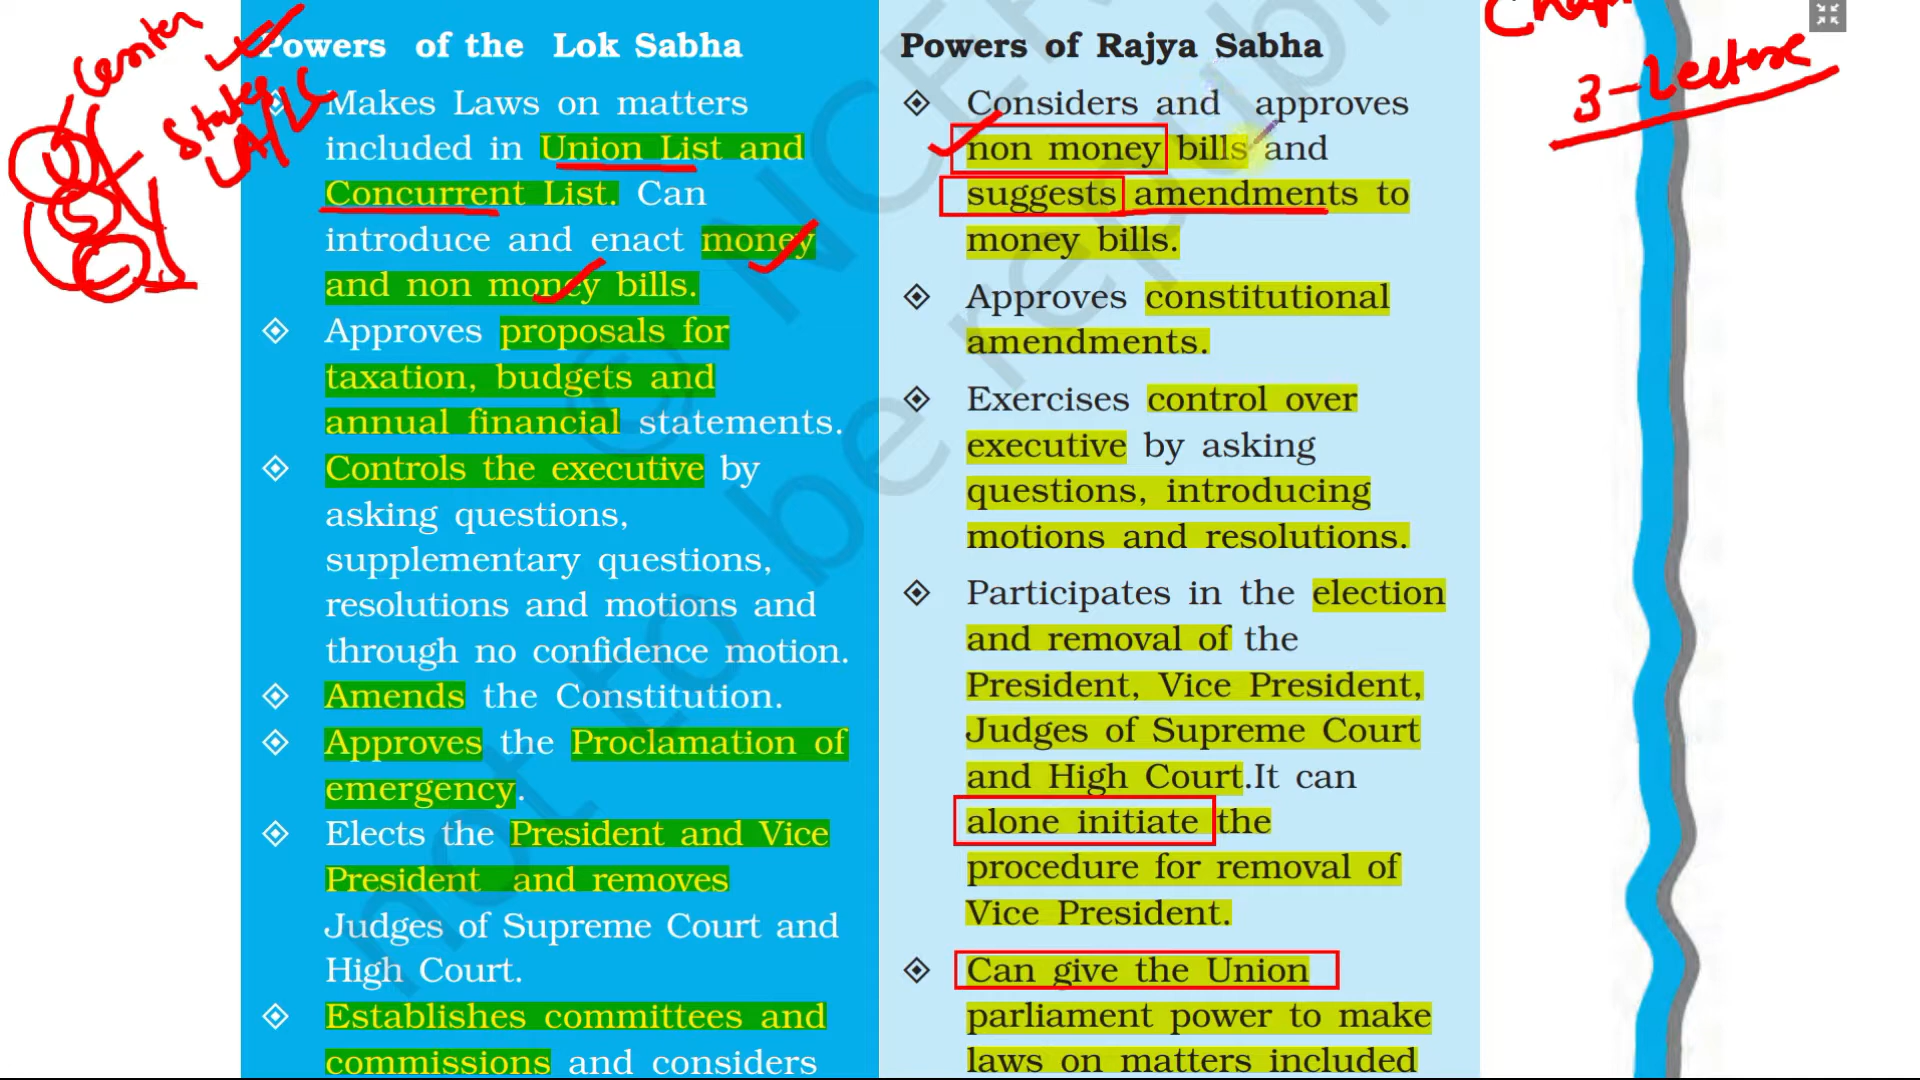 Center
States
LA/LC
U
S
C
Powers of the Lok Sabha
Makes Laws on matters
included in Union List and
Concurrent List. Can
introduce and enact money
and non money bills.
Approves proposals for
taxation, budgets and
annual financial statements.
Controls the executive by
asking questions,
supplementary questions,
resolutions and motions and
through no confidence motion.
Amends the Constitution.
Approves the Proclamation of
emergency.
Elects the President and Vice
President and removes
Judges of Supreme Court and
High Court.
Establishes committees and
commissions and considers
Powers of Rajya Sabha
Considers and approves
non money bills and
suggests amendments to
money bills.
Approves constitutional
amendments.
Exercises control over
executive by asking
questions, introducing
motions and resolutions.
Participates in the election
and removal of the
President, Vice President,
Judges of Supreme Court
and High Court.It can
alone initiate the
procedure for removal of
Vice President.
Can give the Union
parliament power to make
laws on matters included
3-Lecture
© NCER
not to be republ